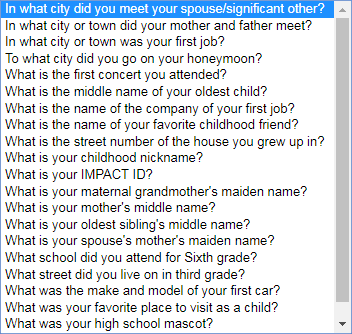 In what city did you meet your spouse/significant other?
In what city or town did your mother and father meet?
In what city or town was your first job?
To what city did you go on your honeymoon?
What is the first concert you attended?
What is the middle name of your oldest child?
What is the name of the company of your first job?
What is the name of your favorite childhood friend?
What is the street number of the house you grew up in?
What is your childhood nickname?
What is your IMPACT ID?
What is your maternal grandmother's maiden name?
What is your mother's middle name?
What is your oldest sibling's middle name?
What is your spouse's mother's maiden name?
What school did you attend for Sixth grade?
What street did you live on in third grade?
What was the make and model of your first car?
What was your favorite place to visit as a child?
What was your high school mascot?